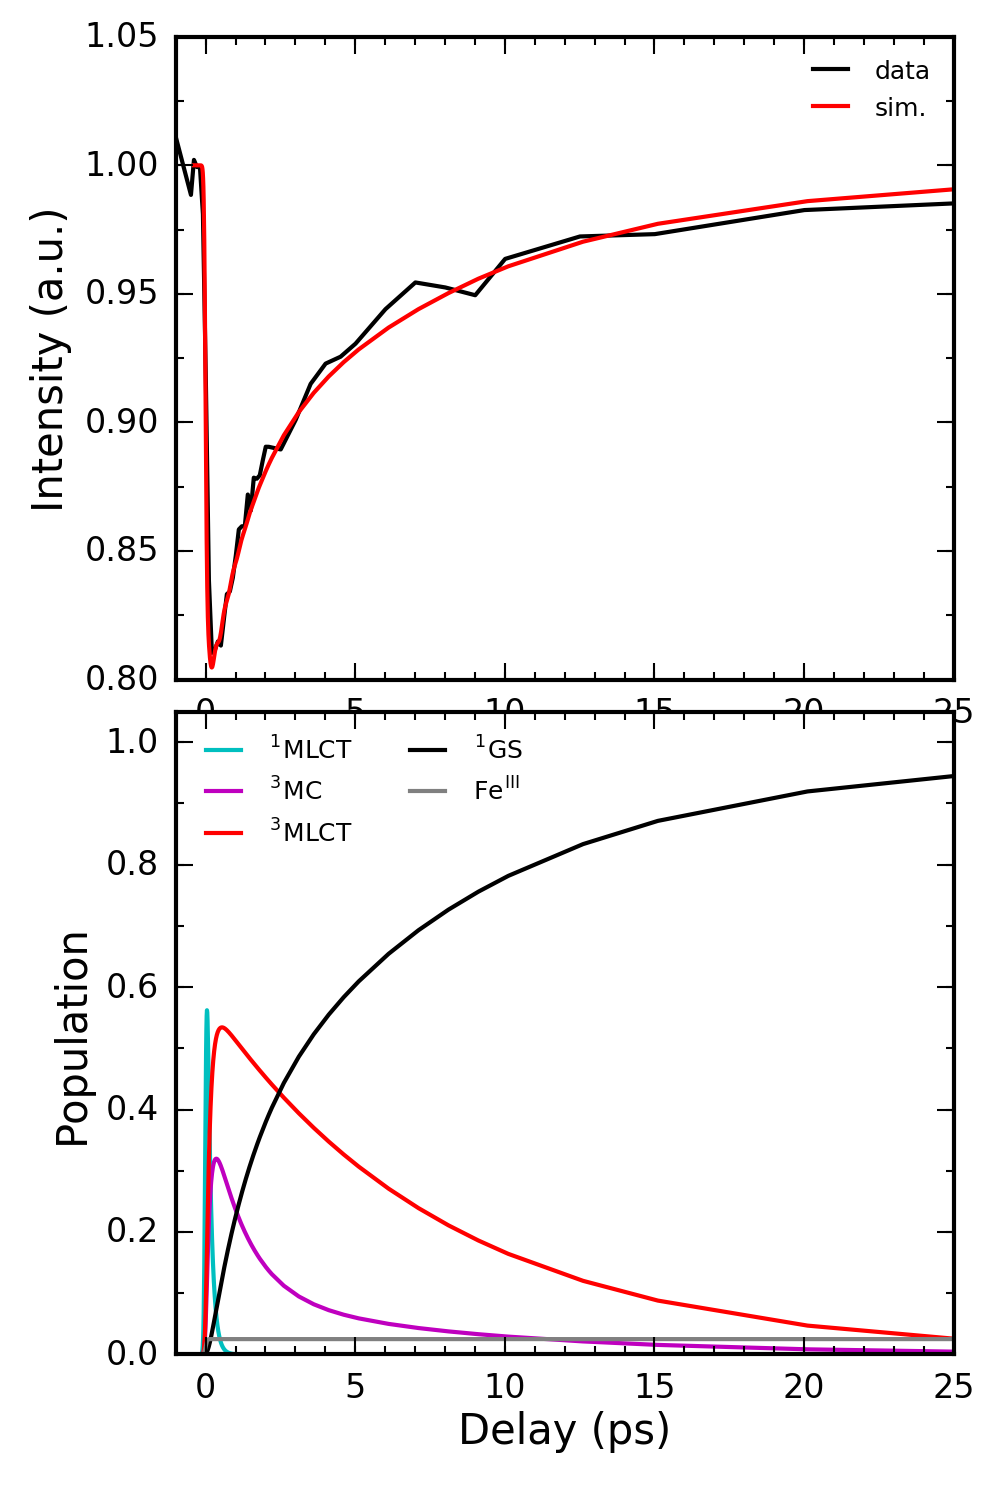 1.05
1.00
0.95
0.90
0.85
0.80
Intensity (a.u.)
data
sim.
0 5 10 15 20 25
1.0
0.8
0.6
0.4
0.2
0.0
Population
¹MLCT
³MC
³MLCT
¹GS
Feᴵᴵᴵ
0 5 10 15 20 25
Delay (ps)